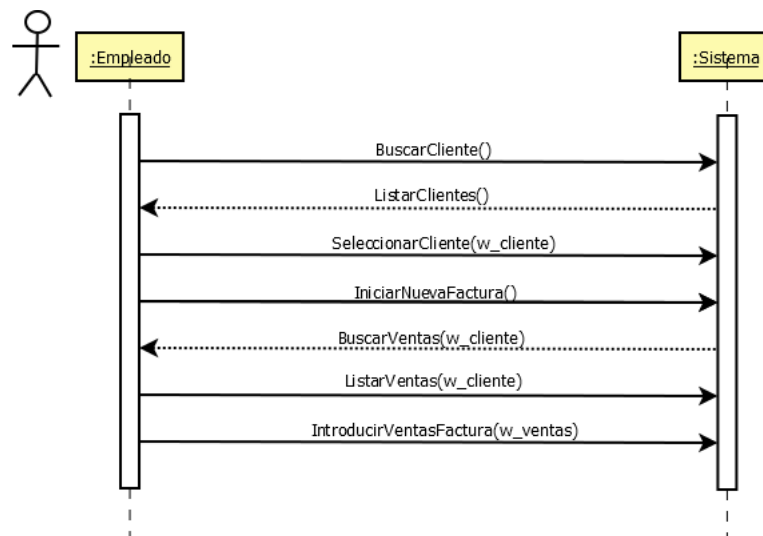 :Empleado
:Sistema
BuscarCliente()
ListarClientes()
SeleccionarCliente(w_cliente)
IniciarNuevaFactura()
BuscarVentas(w_cliente)
ListarVentas(w_cliente)
IntroducirVentasFactura(w_ventas)